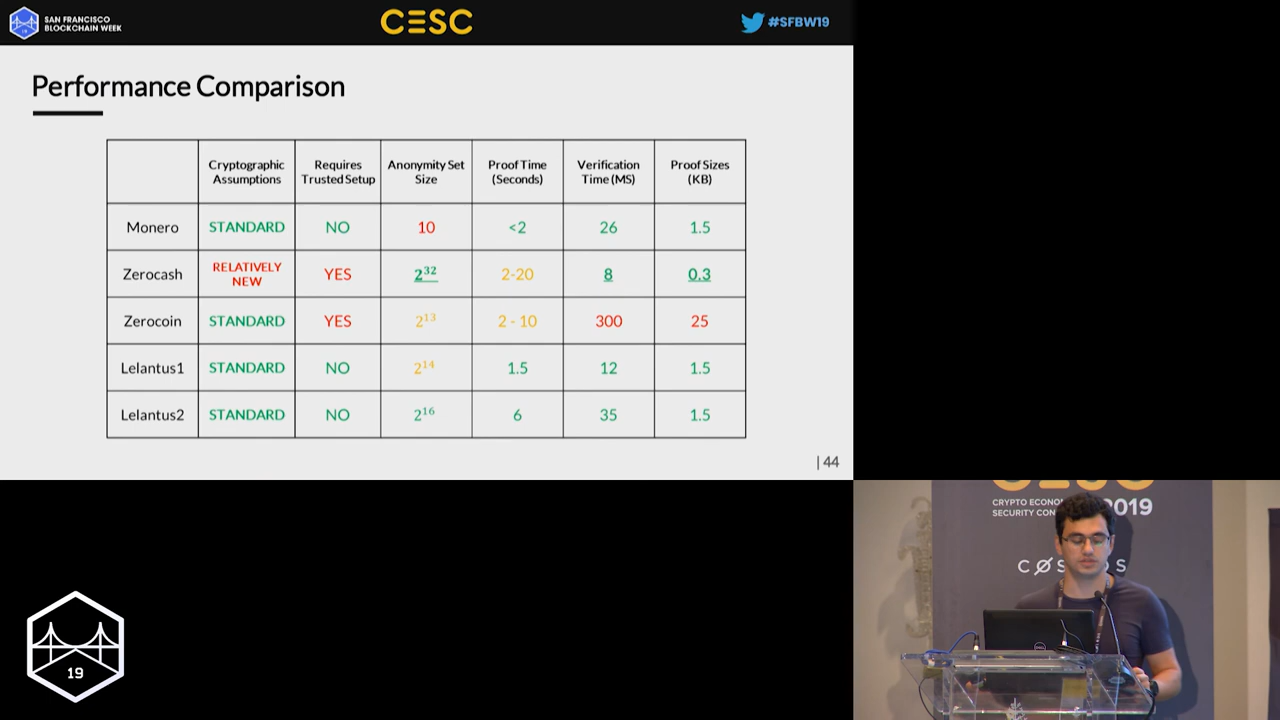 SAN FRANCISCO
BLOCKCHAIN WEEK
19
CESC
#SFBW19
Performance Comparison
Cryptographic Assumptions | Requires Trusted Setup | Anonymity Set Size | Proof Time (Seconds) | Verification Time (MS) | Proof Sizes (KB)
Monero | STANDARD | NO | 10 | <2 | 26 | 1.5
Zerocash | RELATIVELY NEW | YES | 2³² | 2-20 | 8 | 0.3
Zerocoin | STANDARD | YES | 2¹³ | 2 - 10 | 300 | 25
Lelantus1 | STANDARD | NO | 2¹⁴ | 1.5 | 12 | 1.5
Lelantus2 | STANDARD | NO | 2¹⁶ | 6 | 35 | 1.5
| 44
CESC
CRYPTO ECONO
SECURITY CON
2019
19